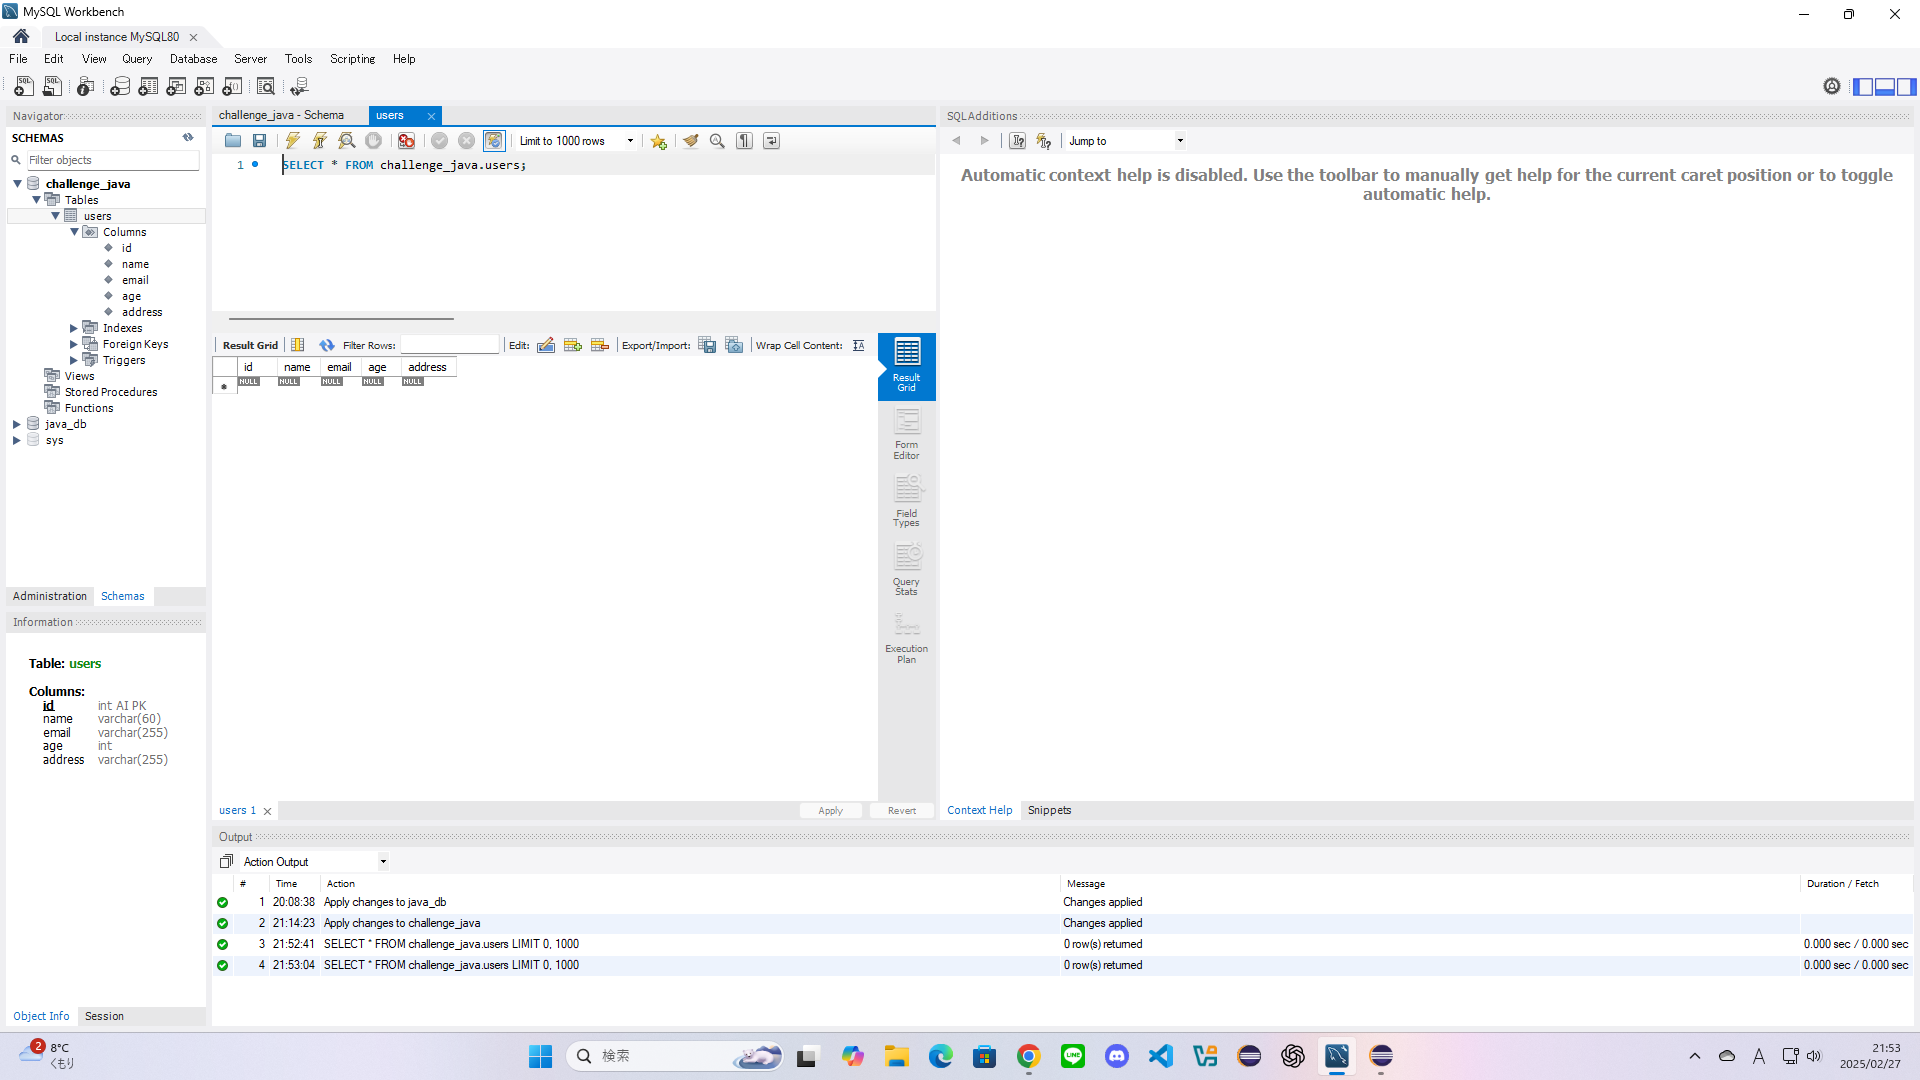 MySQL Workbench
Local instance MySQL80
File Edit View Query Database Server Tools Scripting Help
Navigator
SCHEMAS
Filter objects
challenge_java
Tables
users
Columns
id
name
email
age
address
Indexes
Foreign Keys
Triggers
Views
Stored Procedures
Functions
java_db
sys
Administration Schemas
Information
Table: users
Columns:
id int AI PK
name varchar(60)
email varchar(255)
age int
address varchar(255)
Object Info Session
challenge_java - Schema users
Limit to 1000 rows
1 SELECT * FROM challenge_java.users;
Result Grid Filter Rows: Edit: Export/Import: Wrap Cell Content:
id name email age address
NULL NULL NULL NULL NULL
Result
Grid
Form
Editor
Field
Types
Query
Stats
Execution
Plan
users 1 Apply Revert
SQLAdditions
Jump to
Automatic context help is disabled. Use the toolbar to manually get help for the current caret position or to toggle
automatic help.
Context Help Snippets
Output
Action Output
# Time Action Message Duration / Fetch
1 20:08:38 Apply changes to java_db Changes applied
2 21:14:23 Apply changes to challenge_java Changes applied
3 21:52:41 SELECT * FROM challenge_java.users LIMIT 0, 1000 0 row(s) returned 0.000 sec / 0.000 sec
4 21:53:04 SELECT * FROM challenge_java.users LIMIT 0, 1000 0 row(s) returned 0.000 sec / 0.000 sec
2
8°C
くもり
検索
LINE
A
21:53
2025/02/27